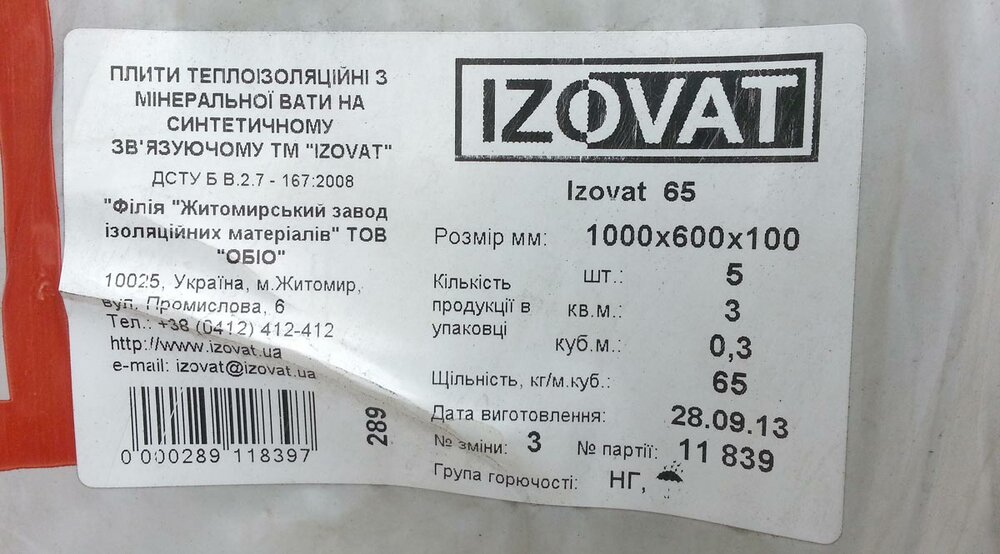 ПЛИТИ ТЕПЛОІЗОЛЯЦІЙНІ З
МІНЕРАЛЬНОЇ ВАТИ НА
СИНТЕТИЧНОМУ
ЗВ'ЯЗУЮЧОМУ ТМ "IZOVAT"
ДСТУ Б В.2.7 - 167:2008
"Філія "Житомирський завод
ізоляційних матеріалів" ТОВ
"ОБІО"
10025, Україна, м.Житомир,
вул. Промислова, 6
Тел.: +38 (0412) 412-412
http://www.izovat.ua
e-mail: izovat@izovat.ua
0 000289 118397
289
IZOVAT
Izovat 65
Розмір мм: 1000x600x100
Кількість продукції в упаковці
шт.: 5
кв.м.: 3
куб.м.: 0,3
Щільність, кг/м.куб.: 65
Дата виготовлення: 28.09.13
№ зміни: 3 № партії: 11 839
Група горючості: НГ,